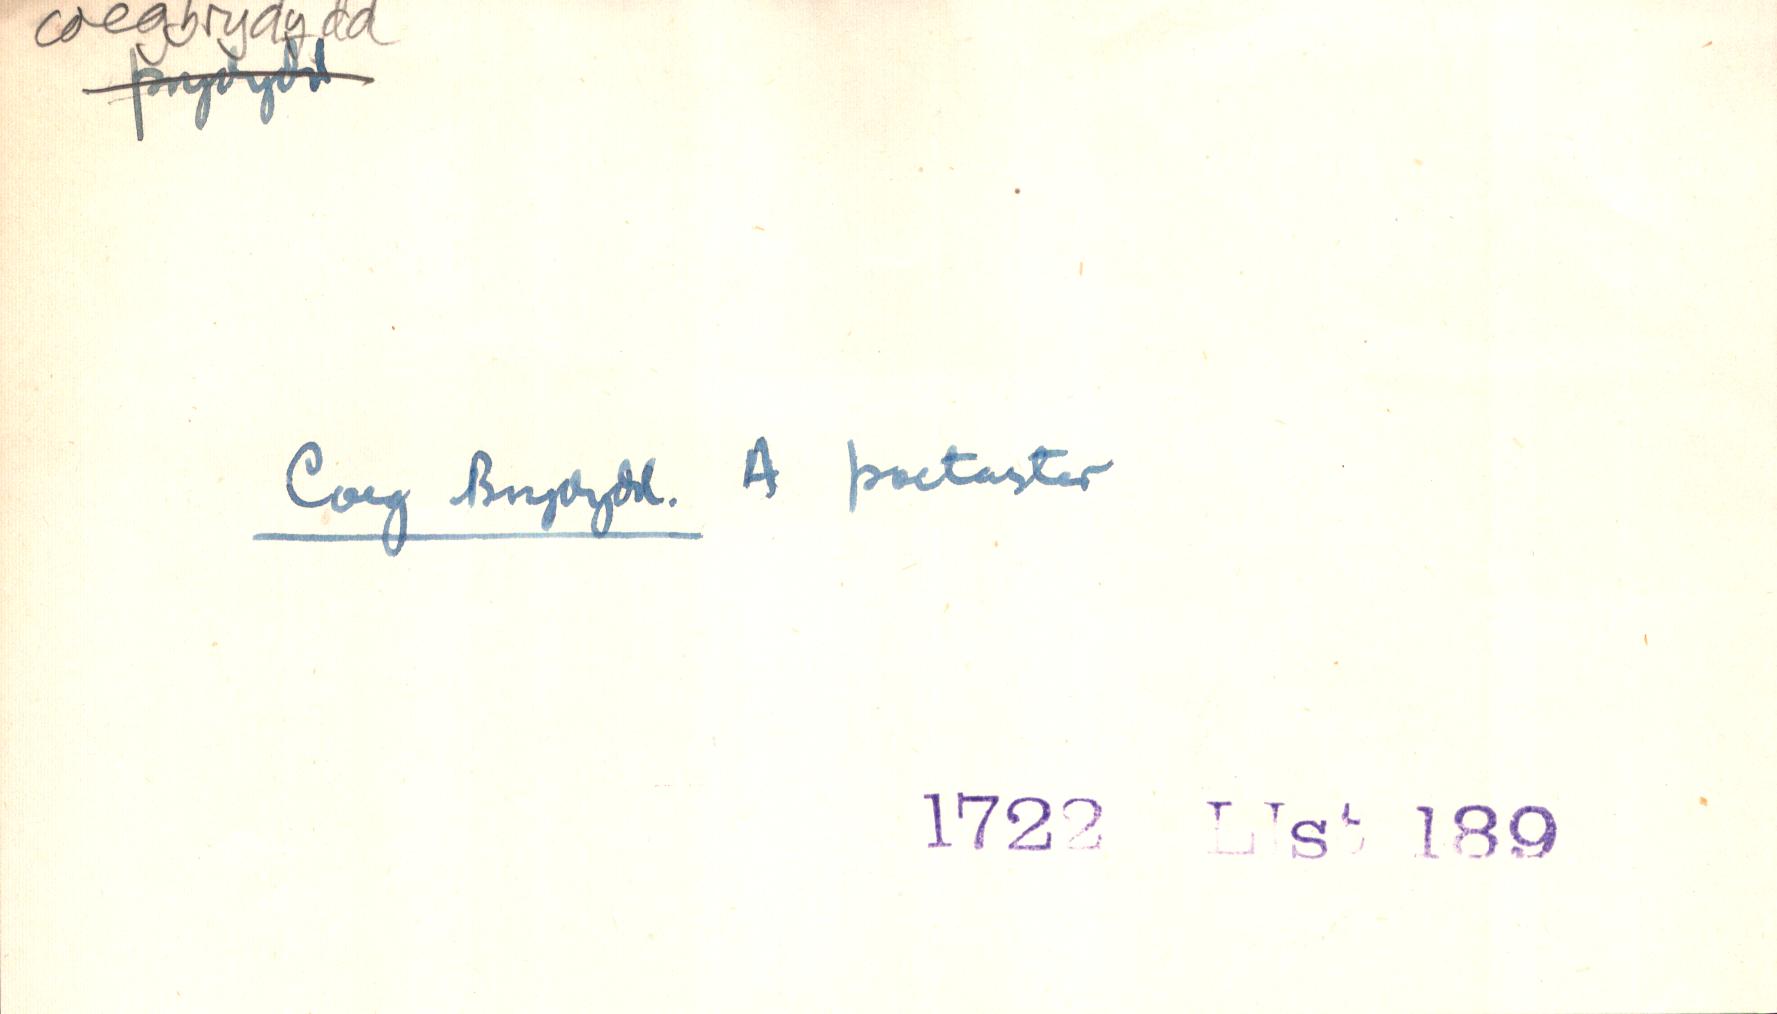 coegbrydydd
prydydd
Coeg Brydydd. A poetaster
1722 LlSt 189